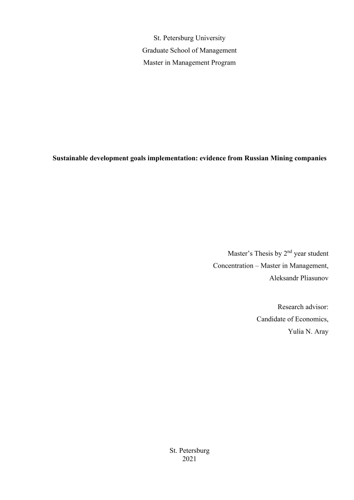 St. Petersburg University
Graduate School of Management
Master in Management Program
Sustainable development goals implementation: evidence from Russian Mining companies
Master's Thesis by 2nd year student
Concentration – Master in Management,
Aleksandr Pliasunov
Research advisor:
Candidate of Economics,
Yulia N. Aray
St. Petersburg
2021